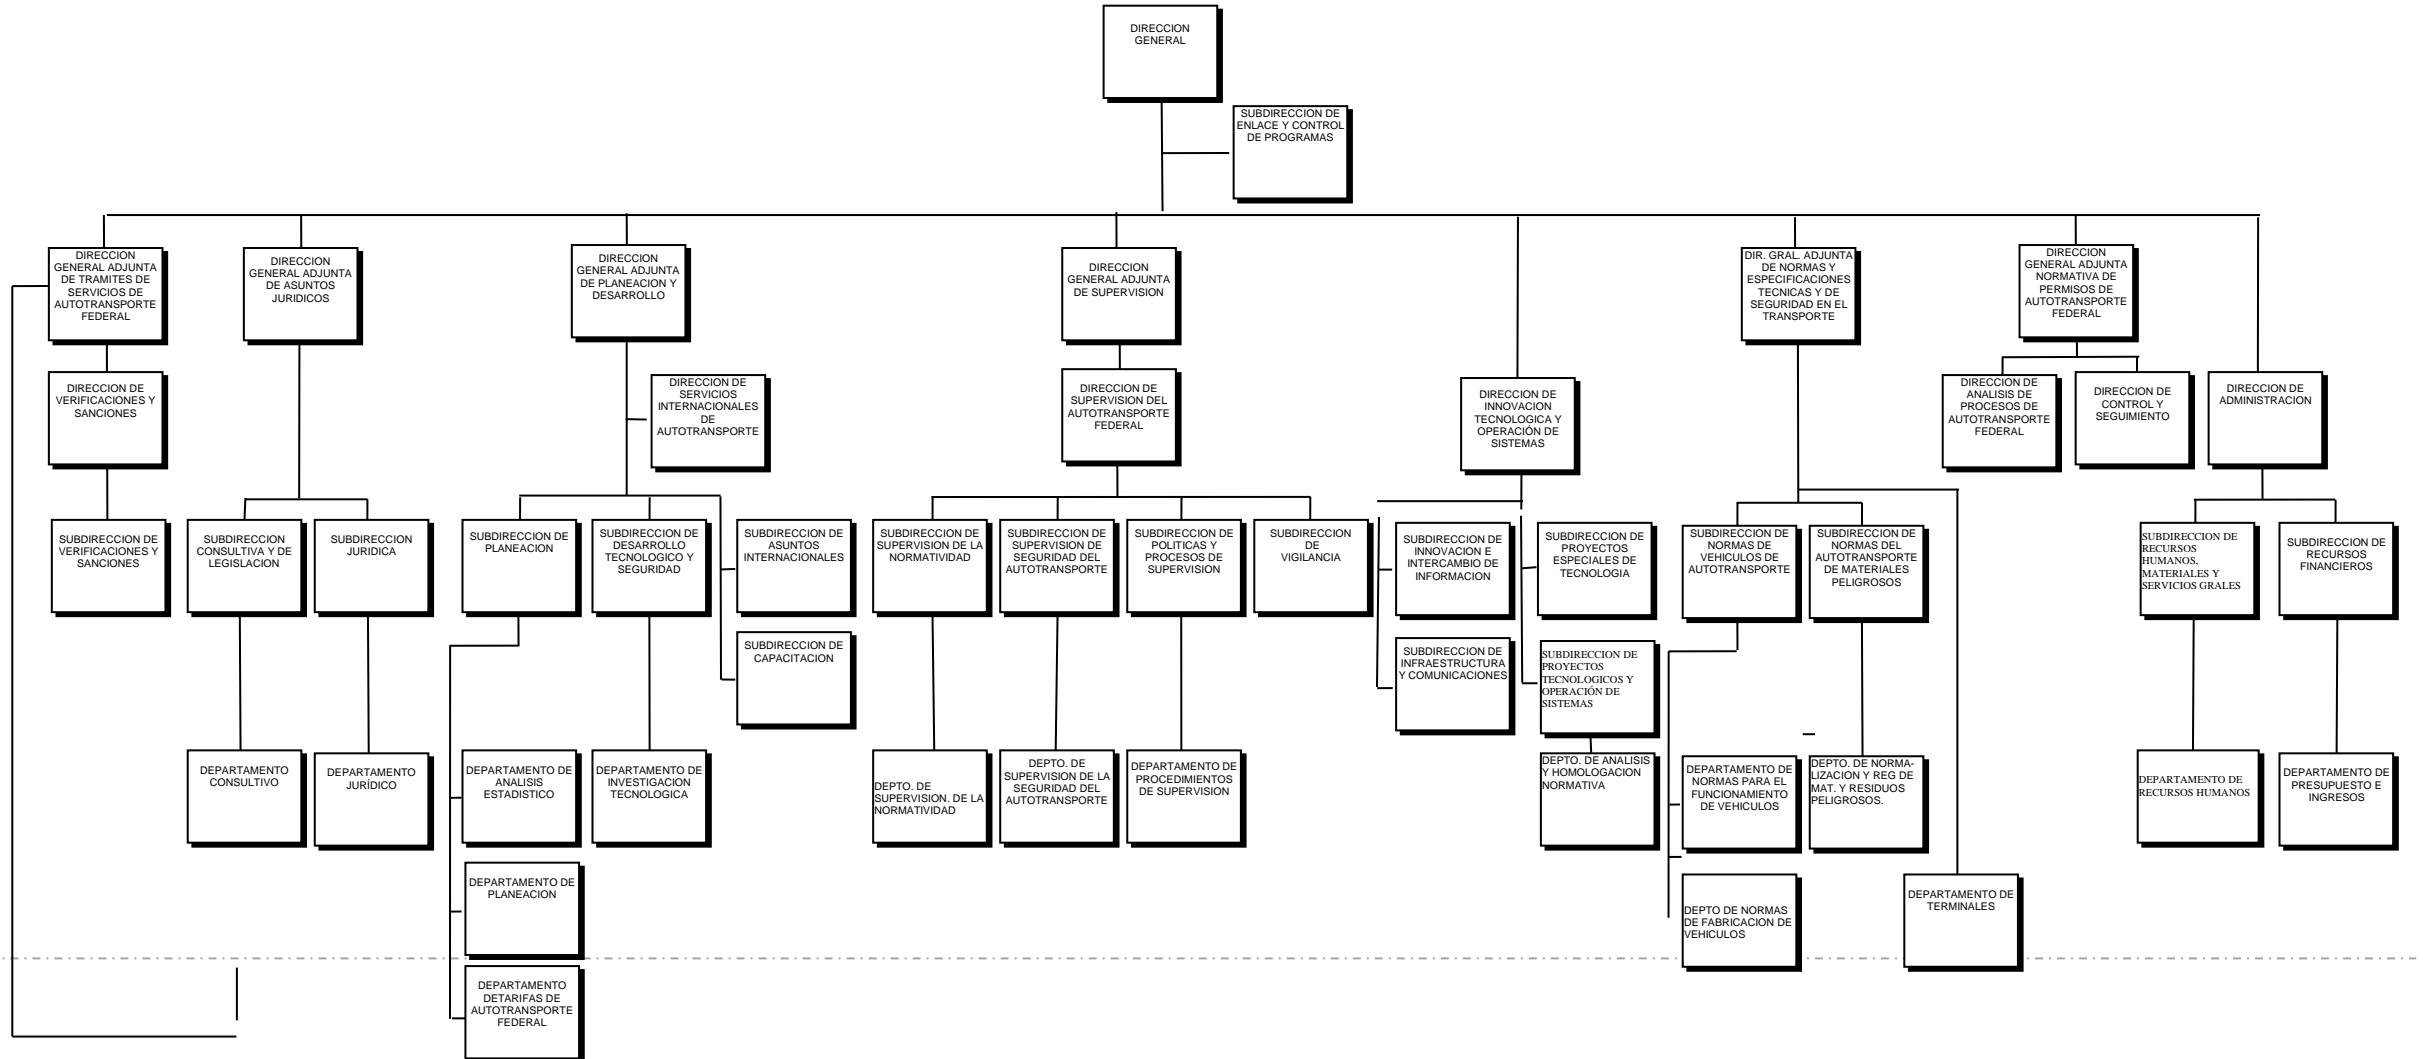 DIRECCION
GENERAL
SUBDIRECCION DE
ENLACE Y CONTROL
DE PROGRAMAS
DIRECCION
GENERAL ADJUNTA
DE TRAMITES DE
SERVICIOS DE
AUTOTRANSPORTE
FEDERAL
DIRECCION
GENERAL ADJUNTA
DE ASUNTOS
JURIDICOS
DIRECCION
GENERAL ADJUNTA
DE PLANEACION Y
DESARROLLO
DIRECCION
GENERAL ADJUNTA
DE SUPERVISION
DIR. GRAL. ADJUNTA
DE NORMAS Y
ESPECIFICACIONES
TECNICAS Y DE
SEGURIDAD EN EL
TRANSPORTE
DIRECCION
GENERAL ADJUNTA
NORMATIVA DE
PERMISOS DE
AUTOTRANSPORTE
FEDERAL
DIRECCION DE
VERIFICACIONES Y
SANCIONES
DIRECCION DE
SERVICIOS
INTERNACIONALES
DE
AUTOTRANSPORTE
DIRECCION DE
SUPERVISION DEL
AUTOTRANSPORTE
FEDERAL
DIRECCION DE
INNOVACION
TECNOLOGICA Y
OPERACIÓN DE
SISTEMAS
DIRECCION DE
ANALISIS DE
PROCESOS DE
AUTOTRANSPORTE
FEDERAL
DIRECCION DE
CONTROL Y
SEGUIMIENTO
DIRECCION DE
ADMINISTRACION
SUBDIRECCION DE
VERIFICACIONES Y
SANCIONES
SUBDIRECCION
CONSULTIVA Y DE
LEGISLACION
SUBDIRECCION
JURIDICA
SUBDIRECCION DE
PLANEACION
SUBDIRECCION DE
DESARROLLO
TECNOLOGICO Y
SEGURIDAD
SUBDIRECCION DE
ASUNTOS
INTERNACIONALES
SUBDIRECCION DE
SUPERVISION DE LA
NORMATIVIDAD
SUBDIRECCION DE
SUPERVISION DE
SEGURIDAD DEL
AUTOTRANSPORTE
SUBDIRECCION DE
POLITICAS Y
PROCESOS DE
SUPERVISION
SUBDIRECCION
DE
VIGILANCIA
SUBDIRECCION DE
INNOVACION E
INTERCAMBIO DE
INFORMACION
SUBDIRECCION DE
PROYECTOS
ESPECIALES DE
TECNOLOGIA
SUBDIRECCION DE
NORMAS DE
VEHICULOS DE
AUTOTRANSPORTE
SUBDIRECCION DE
NORMAS DEL
AUTOTRANSPORTE
DE MATERIALES
PELIGROSOS
SUBDIRECCION DE
RECURSOS
HUMANOS,
MATERIALES Y
SERVICIOS GRALES
SUBDIRECCION DE
RECURSOS
FINANCIEROS
SUBDIRECCION DE
CAPACITACION
SUBDIRECCION DE
INFRAESTRUCTURA
Y COMUNICACIONES
SUBDIRECCION DE
PROYECTOS
TECNOLOGICOS Y
OPERACIÓN DE
SISTEMAS
DEPARTAMENTO
CONSULTIVO
DEPARTAMENTO
JURÍDICO
DEPARTAMENTO DE
ANALISIS
ESTADISTICO
DEPARTAMENTO DE
INVESTIGACION
TECNOLOGICA
DEPTO. DE
SUPERVISION. DE LA
NORMATIVIDAD
DEPTO. DE
SUPERVISION DE LA
SEGURIDAD DEL
AUTOTRANSPORTE
DEPARTAMENTO DE
PROCEDIMIENTOS
DE SUPERVISION
DEPTO. DE ANALISIS
Y HOMOLOGACION
NORMATIVA
DEPARTAMENTO DE
NORMAS PARA EL
FUNCIONAMIENTO
DE VEHICULOS
DEPTO. DE NORMA-
LIZACION Y REG DE
MAT. Y RESIDUOS
PELIGROSOS.
DEPARTAMENTO DE
RECURSOS HUMANOS
DEPARTAMENTO DE
PRESUPUESTO E
INGRESOS
DEPARTAMENTO DE
PLANEACION
DEPTO DE NORMAS
DE FABRICACION DE
VEHICULOS
DEPARTAMENTO DE
TERMINALES
DEPARTAMENTO
DETARIFAS DE
AUTOTRANSPORTE
FEDERAL